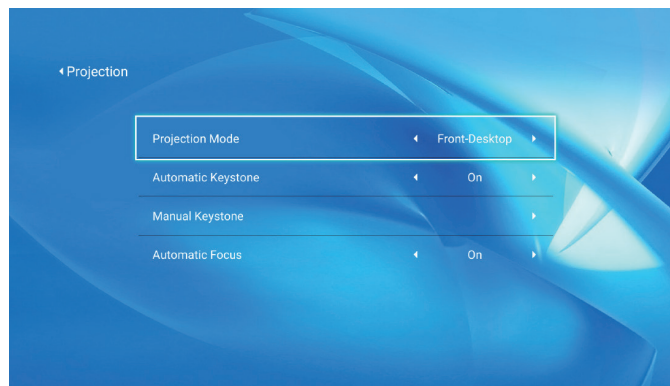 Projection
Projection Mode Front-Desktop
Automatic Keystone On
Manual Keystone
Automatic Focus On